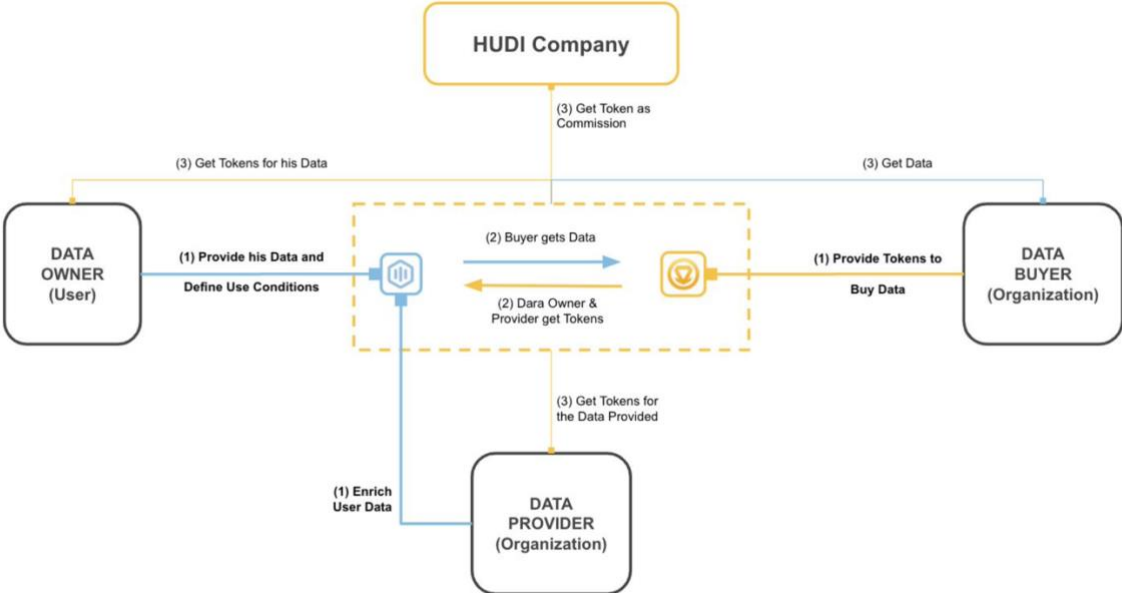 HUDI Company
(3) Get Token as
Commission
(3) Get Tokens for his Data
(3) Get Data
DATA
OWNER
(User)
(1) Provide his Data and
Define Use Conditions
(2) Buyer gets Data
(2) Dara Owner &
Provider get Tokens
(1) Provide Tokens to
Buy Data
DATA
BUYER
(Organization)
(3) Get Tokens for
the Data Provided
(1) Enrich
User Data
DATA
PROVIDER
(Organization)